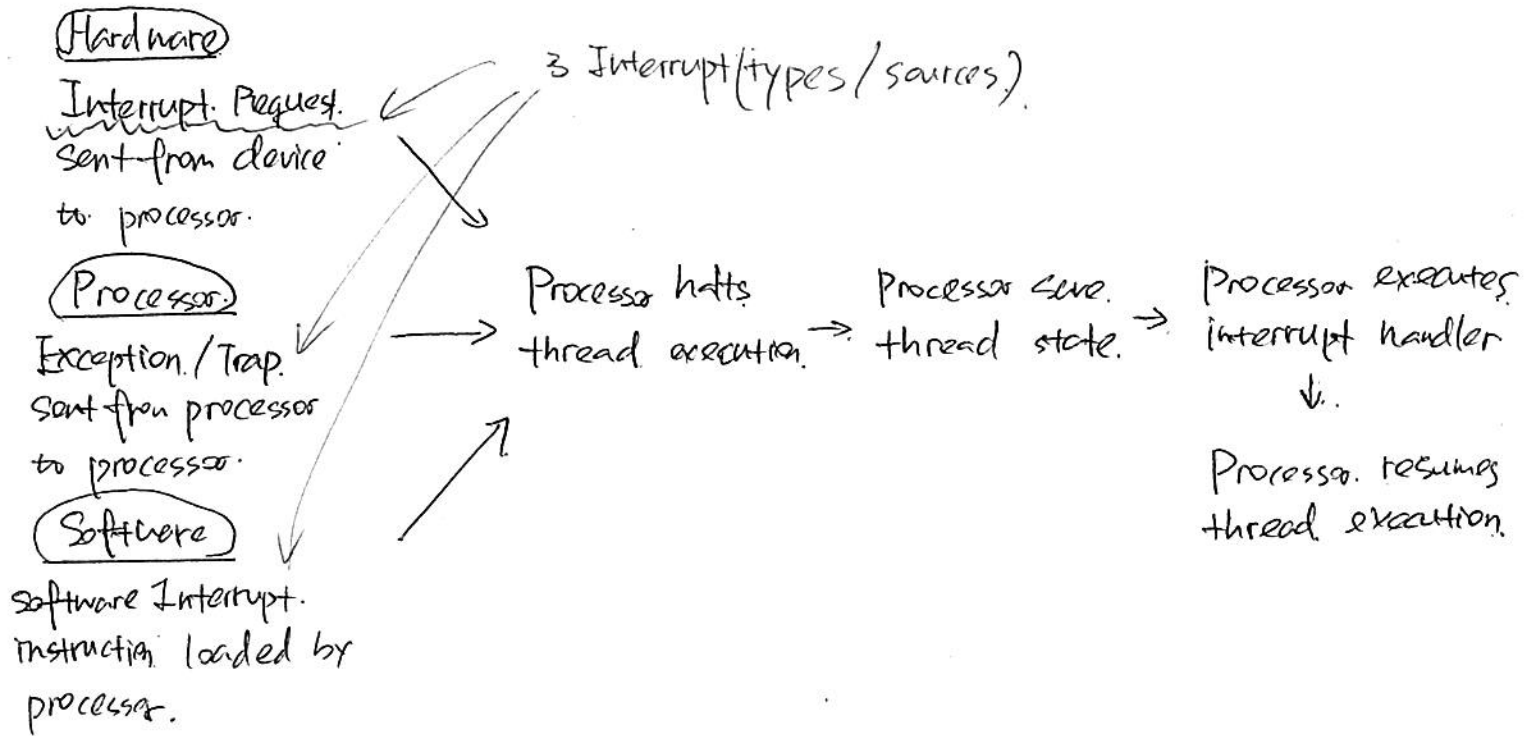 Hardware
3 Interrupt (types / sources).
Interrupt. Request.
sent from device
to processor.
Processor.
Exception. / Trap.
sent from processor
to processor.
Software
software Interrupt.
instruction loaded by
processor.
Processor halts
thread execution.
Processor save.
thread state.
processor executes
interrupt handler
Processor. resumes
thread execution.